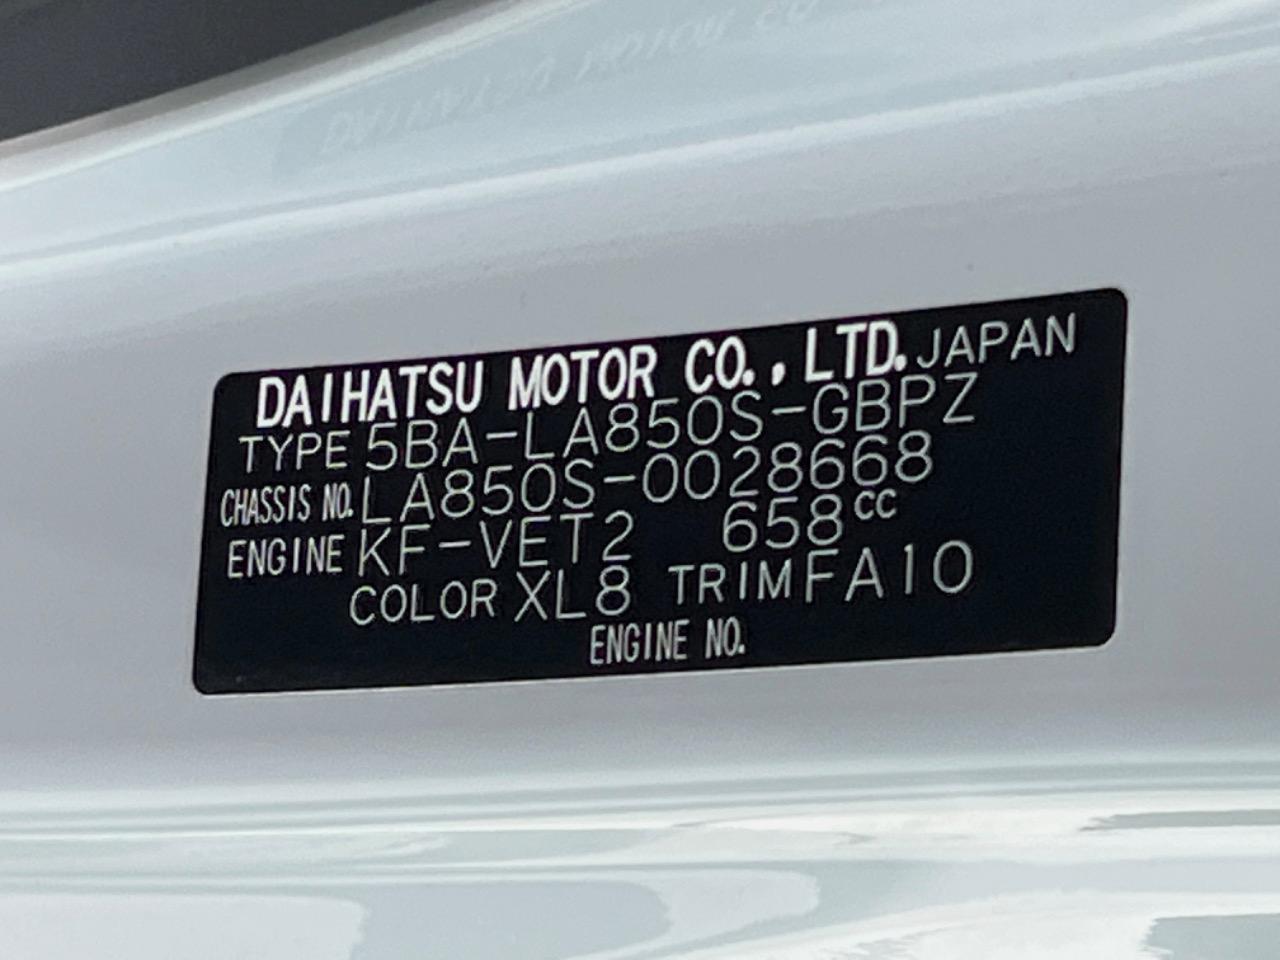 DAIHATSU MOTOR CO., LTD. JAPAN
TYPE 5BA-LA850S-GBPZ
CHASSIS NO. LA850S-0028668
ENGINE KF-VET2 658cc
COLOR XL8 TRIM FA10
ENGINE NO.